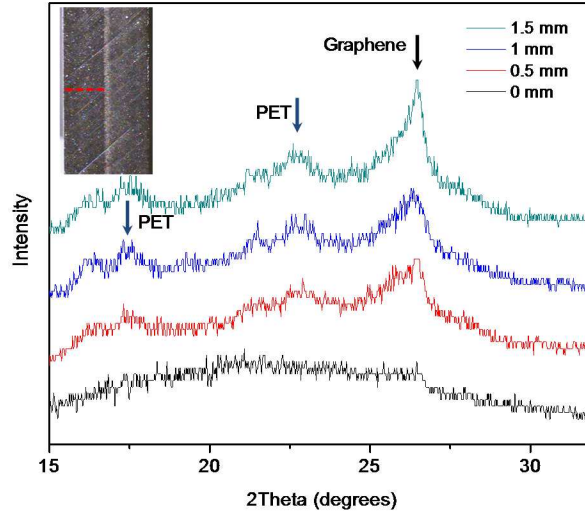 Graphene
1.5 mm
1 mm
0.5 mm
0 mm
PET
PET
Intensity
15
20
25
30
2Theta (degrees)